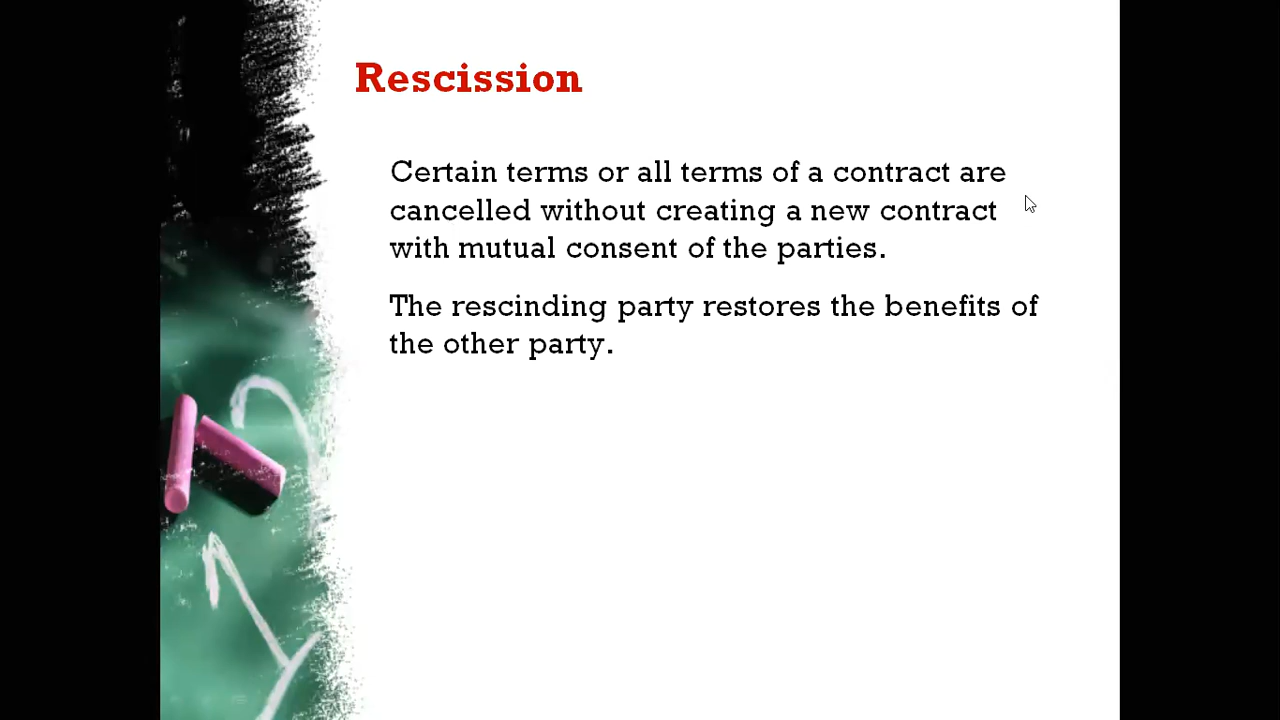 Rescission
Certain terms or all terms of a contract are
cancelled without creating a new contract
with mutual consent of the parties.
The rescinding party restores the benefits of
the other party.